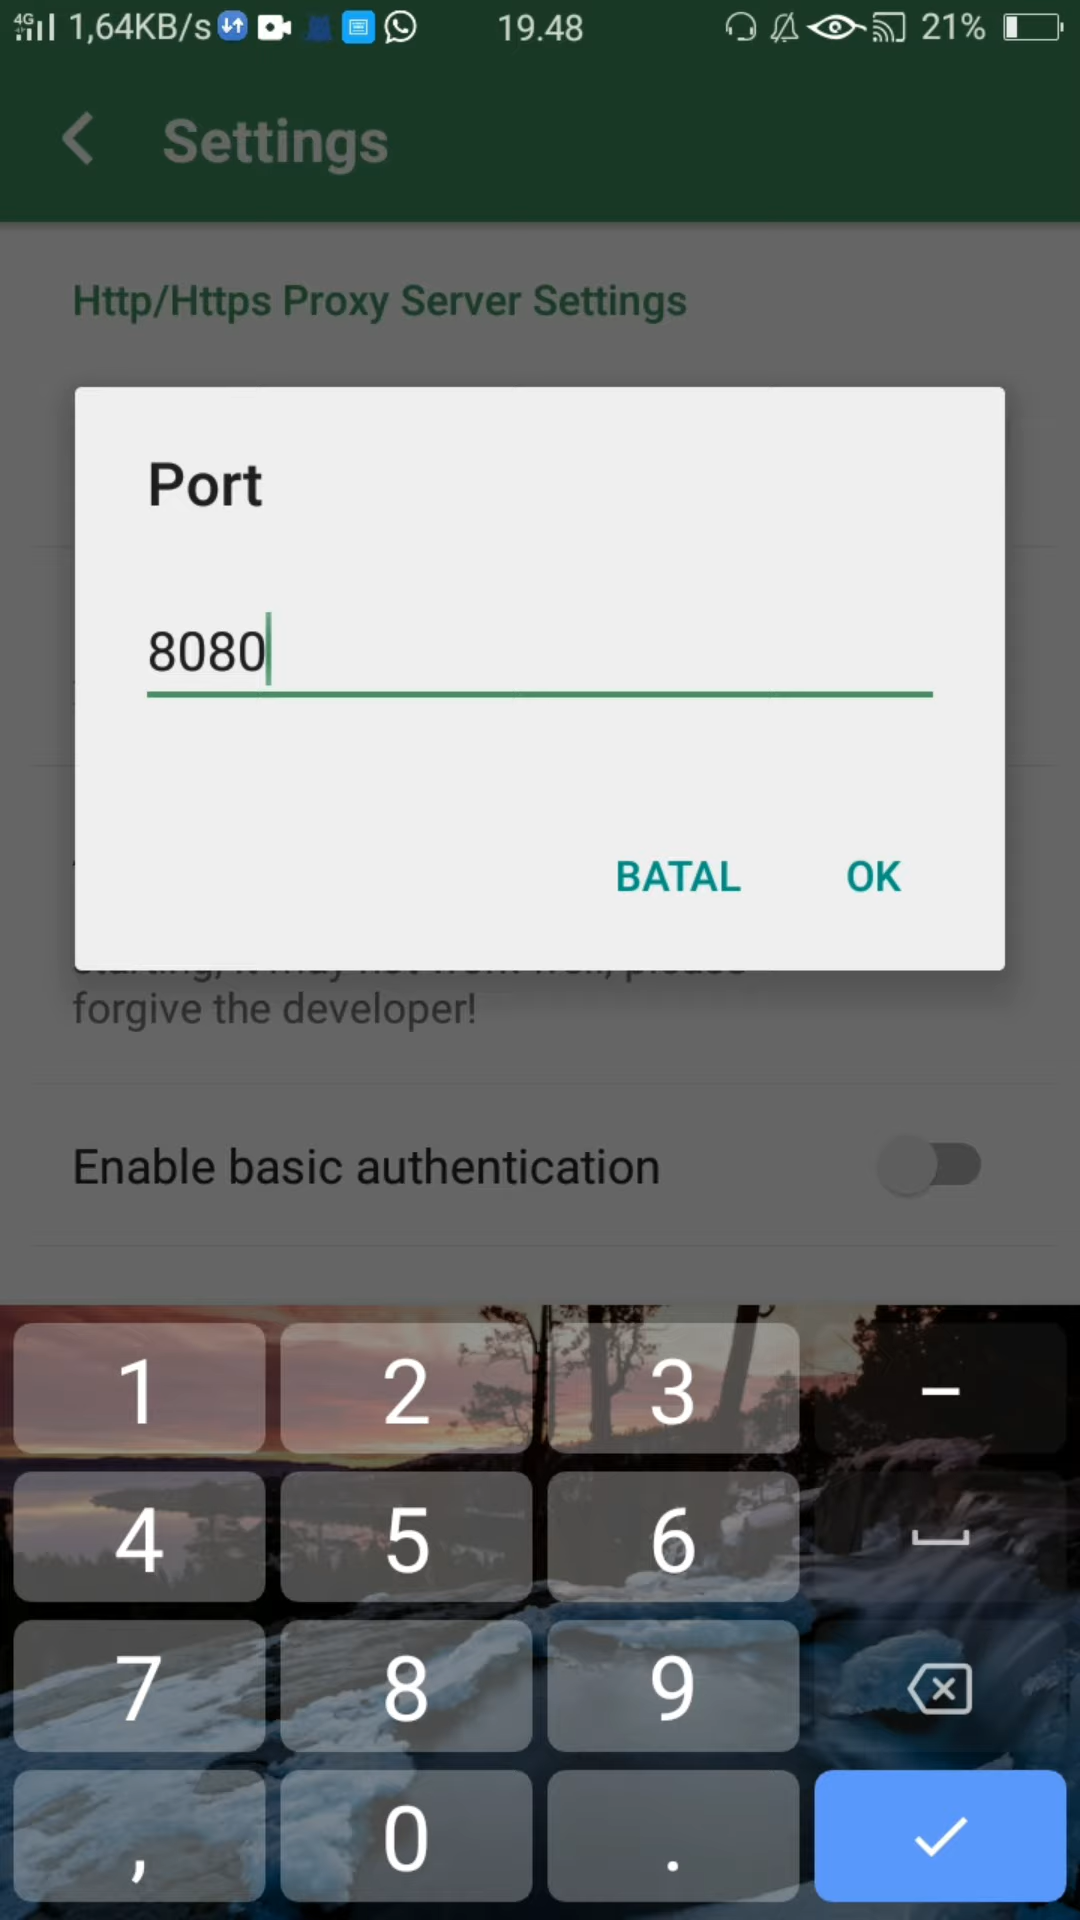 4G 1,64KB/s 19.48 21%
Settings
Http/Https Proxy Server Settings
Port
8080
BATAL OK
forgive the developer!
Enable basic authentication
1 2 3 –
4 5 6
7 8 9
, 0 .